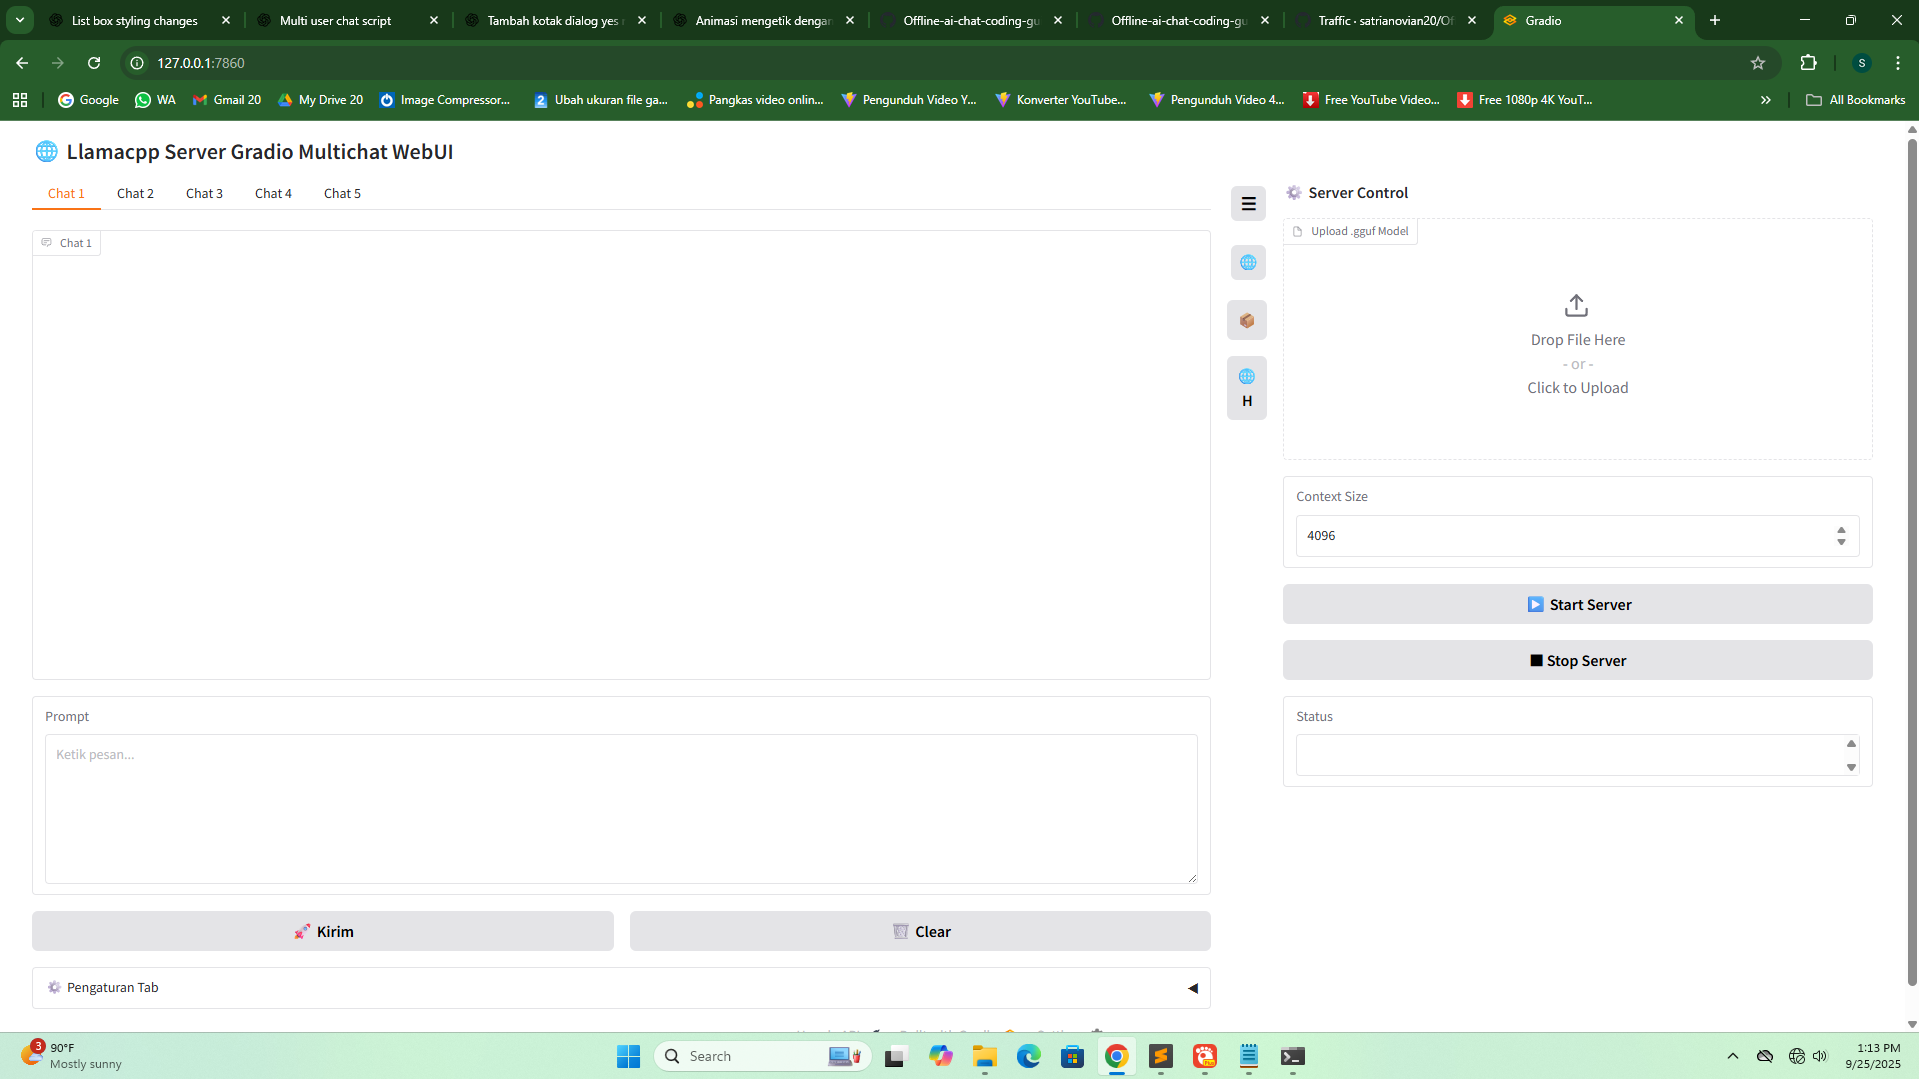 List box styling changes
Multi user chat script
Tambah kotak dialog yes
Animasi mengetik dengan
Offline-ai-chat-coding-gu
Offline-ai-chat-coding-gu
Traffic · satrianovian20/Of
Gradio
127.0.0.1:7860
S
Google
WA
Gmail 20
My Drive 20
Image Compressor...
Ubah ukuran file ga...
Pangkas video onlin...
Pengunduh Video Y...
Konverter YouTube...
Pengunduh Video 4...
Free YouTube Video...
Free 1080p 4K YouT...
All Bookmarks
Llamacpp Server Gradio Multichat WebUI
Chat 1
Chat 2
Chat 3
Chat 4
Chat 5
Chat 1
H
Server Control
Upload .gguf Model
Drop File Here
- or -
Click to Upload
Context Size
4096
Start Server
Stop Server
Status
Prompt
Ketik pesan...
Kirim
Clear
Pengaturan Tab
3
90°F
Mostly sunny
Search
1:13 PM
9/25/2025